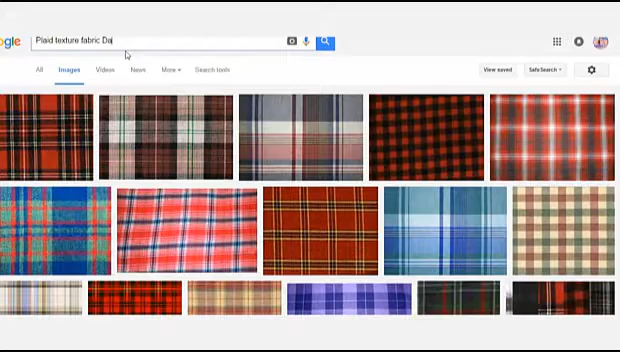 ogle
Plaid texture fabric Da
All Images Videos News More Search tools
View saved SafeSearch